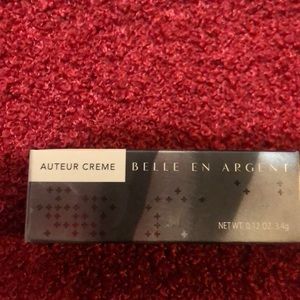 AUTEUR CREME BELLE EN ARGENT
NET WT. 0.12 OZ. 3.4g